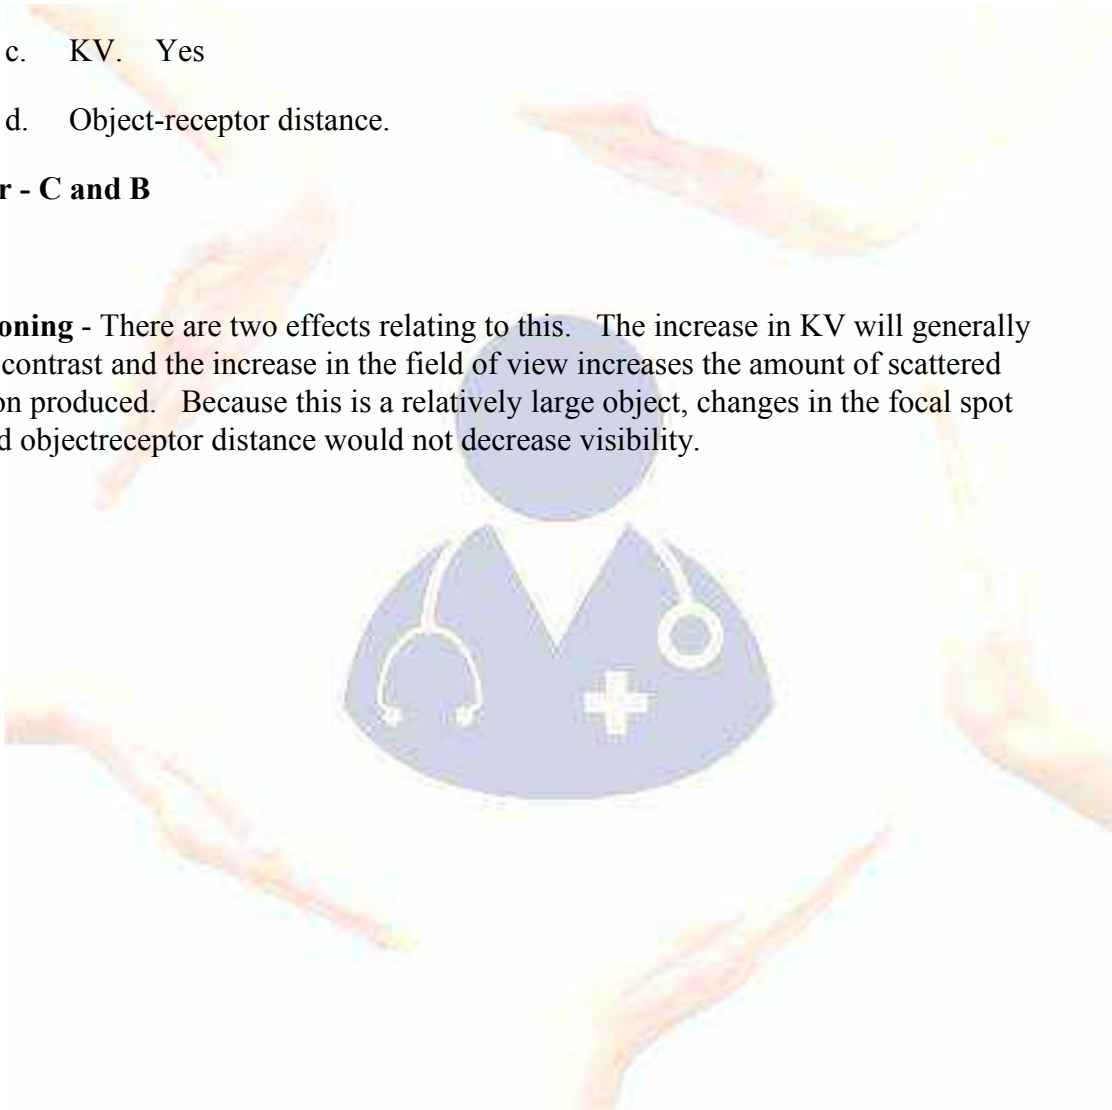 c. KV. Yes
d. Object-receptor distance.
r - C and B
oning - There are two effects relating to this. The increase in KV will generally
contrast and the increase in the field of view increases the amount of scattered
on produced. Because this is a relatively large object, changes in the focal spot
d objectreceptor distance would not decrease visibility.